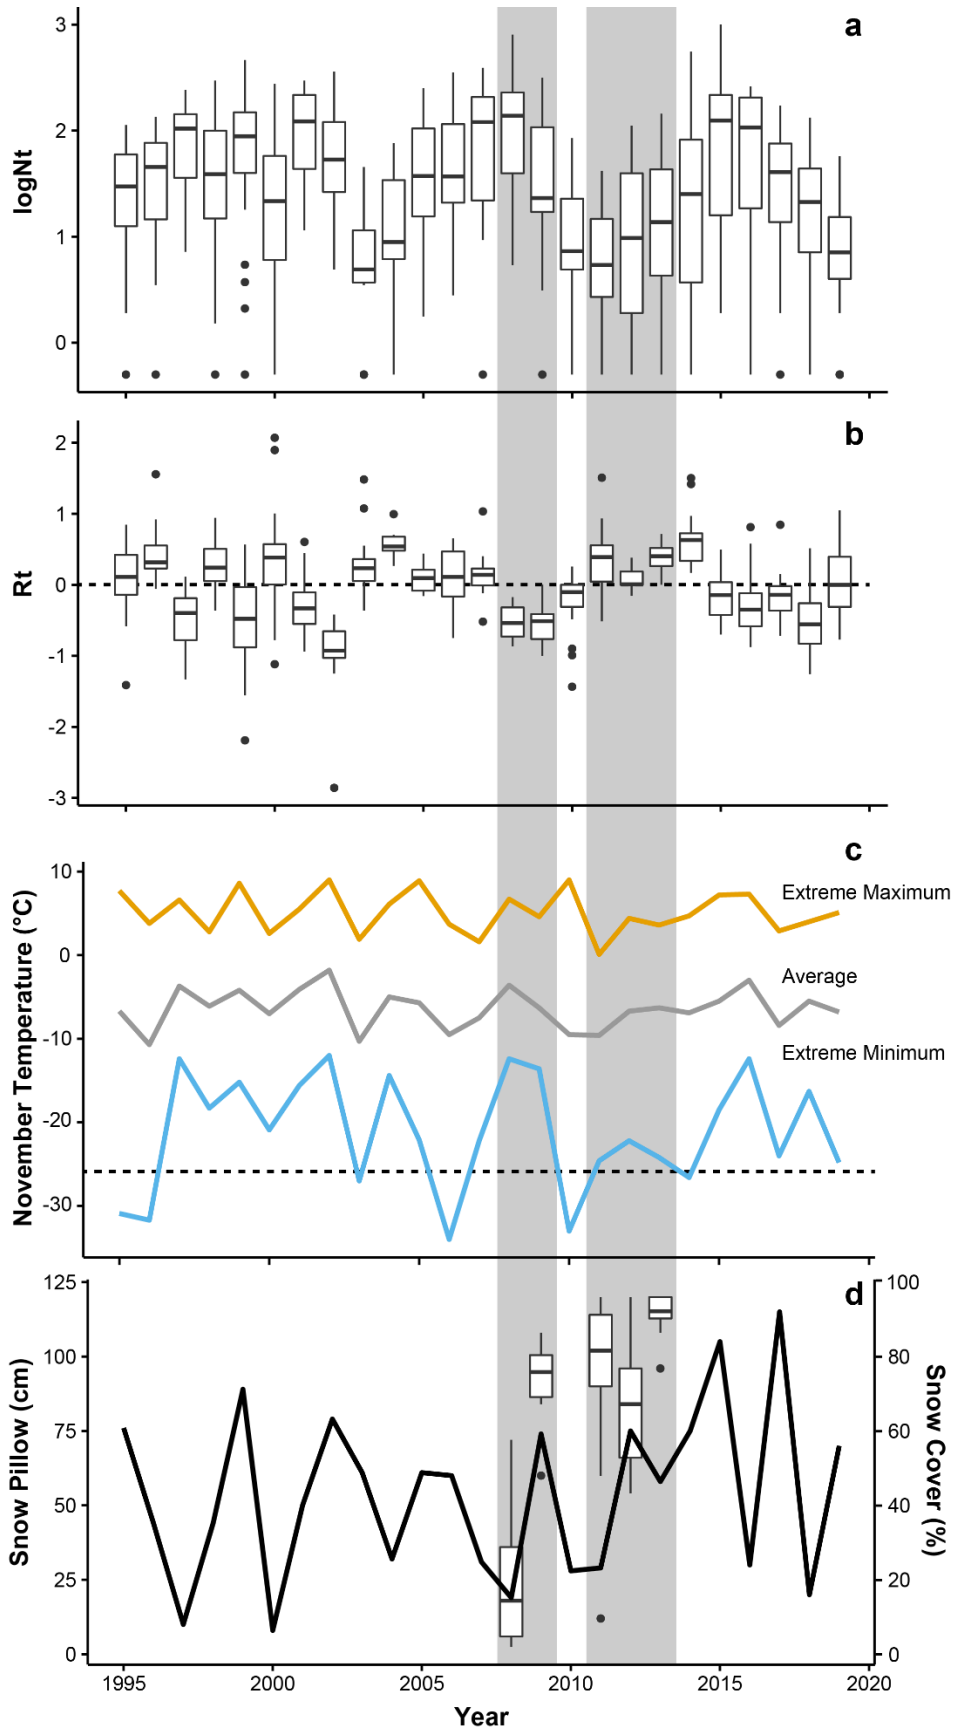 a
3
2
1
0
logNt
b
2
1
0
-1
-2
-3
Rt
c
10
0
-10
-20
-30
November Temperature (°C)
Extreme Maximum
Average
Extreme Minimum
d
125
100
75
50
25
0
Snow Pillow (cm)
100
80
60
40
20
0
Snow Cover (%)
1995 2000 2005 2010 2015 2020
Year